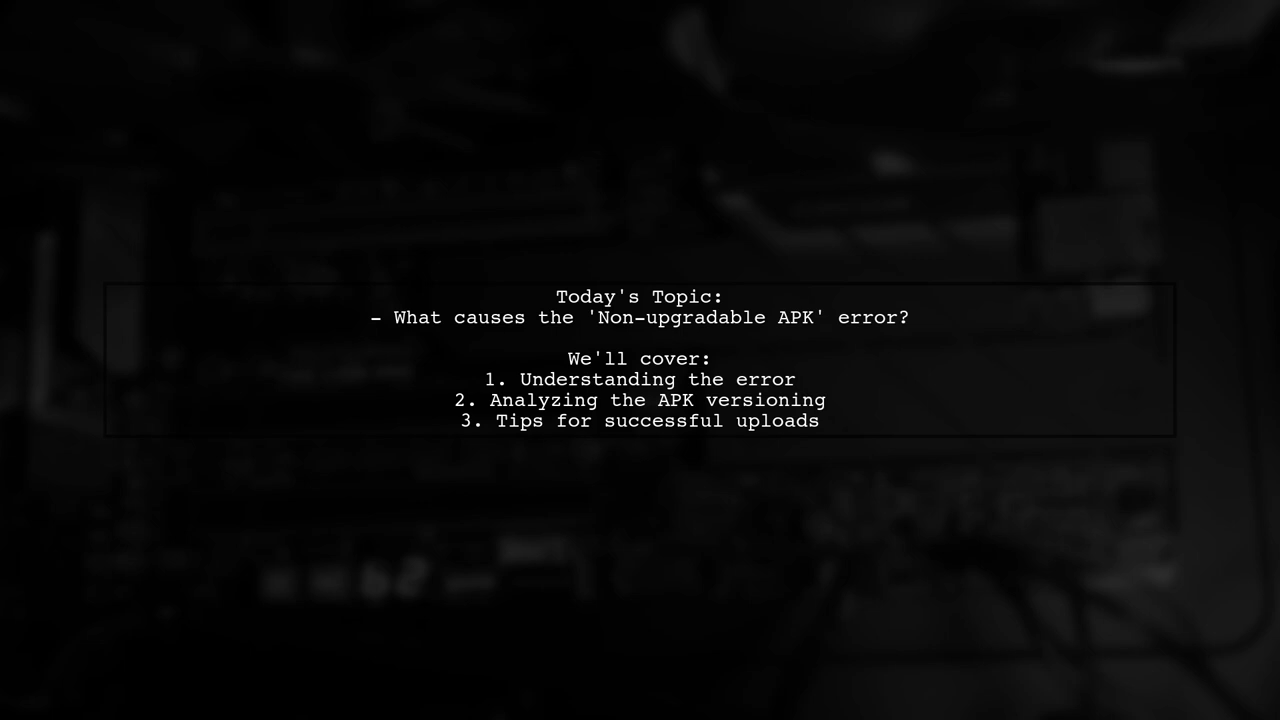 Today's Topic:
- What causes the 'Non-upgradable APK' error?
We'll cover:
1. Understanding the error
2. Analyzing the APK versioning
3. Tips for successful uploads